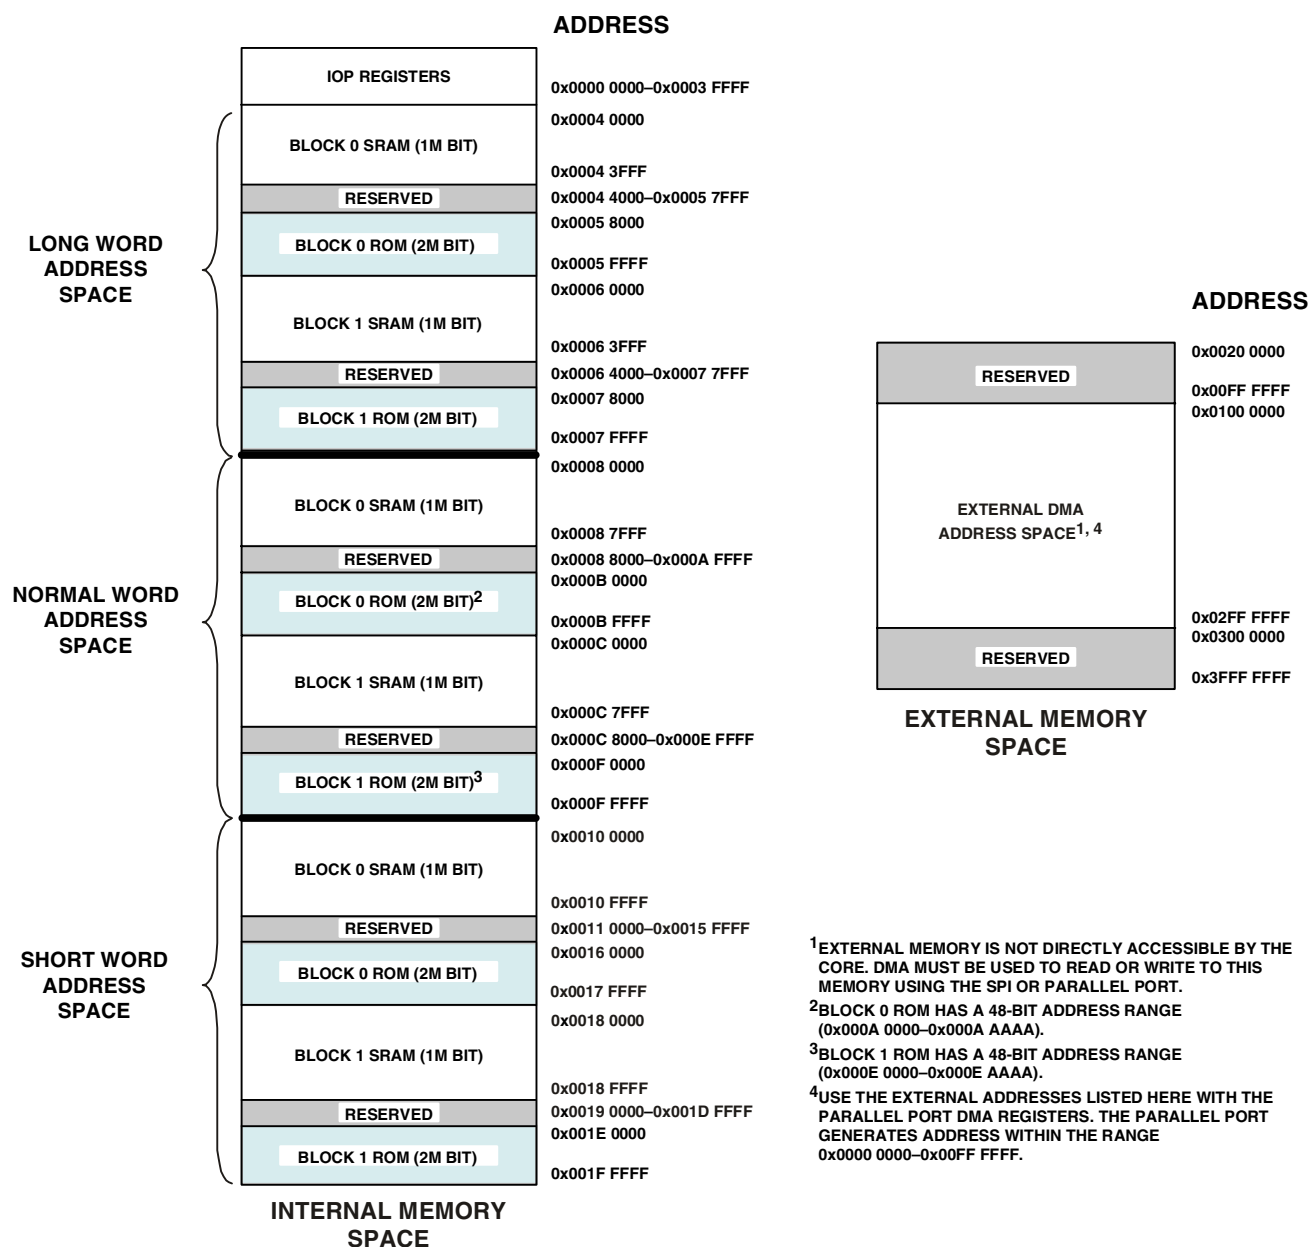 ADDRESS
IOP REGISTERS
0x0000 0000–0x0003 FFFF
0x0004 0000
BLOCK 0 SRAM (1M BIT)
0x0004 3FFF
RESERVED
0x0004 4000–0x0005 7FFF
0x0005 8000
BLOCK 0 ROM (2M BIT)
0x0005 FFFF
0x0006 0000
BLOCK 1 SRAM (1M BIT)
0x0006 3FFF
RESERVED
0x0006 4000–0x0007 7FFF
0x0007 8000
BLOCK 1 ROM (2M BIT)
0x0007 FFFF
LONG WORD
ADDRESS
SPACE
0x0008 0000
BLOCK 0 SRAM (1M BIT)
0x0008 7FFF
RESERVED
0x0008 8000–0x000A FFFF
0x000B 0000
BLOCK 0 ROM (2M BIT)2
0x000B FFFF
0x000C 0000
BLOCK 1 SRAM (1M BIT)
0x000C 7FFF
RESERVED
0x000C 8000–0x000E FFFF
0x000F 0000
BLOCK 1 ROM (2M BIT)3
0x000F FFFF
NORMAL WORD
ADDRESS
SPACE
0x0010 0000
BLOCK 0 SRAM (1M BIT)
0x0010 FFFF
RESERVED
0x0011 0000–0x0015 FFFF
0x0016 0000
BLOCK 0 ROM (2M BIT)
0x0017 FFFF
0x0018 0000
BLOCK 1 SRAM (1M BIT)
0x0018 FFFF
RESERVED
0x0019 0000–0x001D FFFF
0x001E 0000
BLOCK 1 ROM (2M BIT)
0x001F FFFF
SHORT WORD
ADDRESS
SPACE
INTERNAL MEMORY
SPACE
ADDRESS
0x0020 0000
RESERVED
0x00FF FFFF
0x0100 0000
EXTERNAL DMA
ADDRESS SPACE1, 4
0x02FF FFFF
0x0300 0000
RESERVED
0x3FFF FFFF
EXTERNAL MEMORY
SPACE
1EXTERNAL MEMORY IS NOT DIRECTLY ACCESSIBLE BY THE
CORE. DMA MUST BE USED TO READ OR WRITE TO THIS
MEMORY USING THE SPI OR PARALLEL PORT.
2BLOCK 0 ROM HAS A 48-BIT ADDRESS RANGE
(0x000A 0000–0x000A AAAA).
3BLOCK 1 ROM HAS A 48-BIT ADDRESS RANGE
(0x000E 0000–0x000E AAAA).
4USE THE EXTERNAL ADDRESSES LISTED HERE WITH THE
PARALLEL PORT DMA REGISTERS. THE PARALLEL PORT
GENERATES ADDRESS WITHIN THE RANGE
0x0000 0000–0x00FF FFFF.